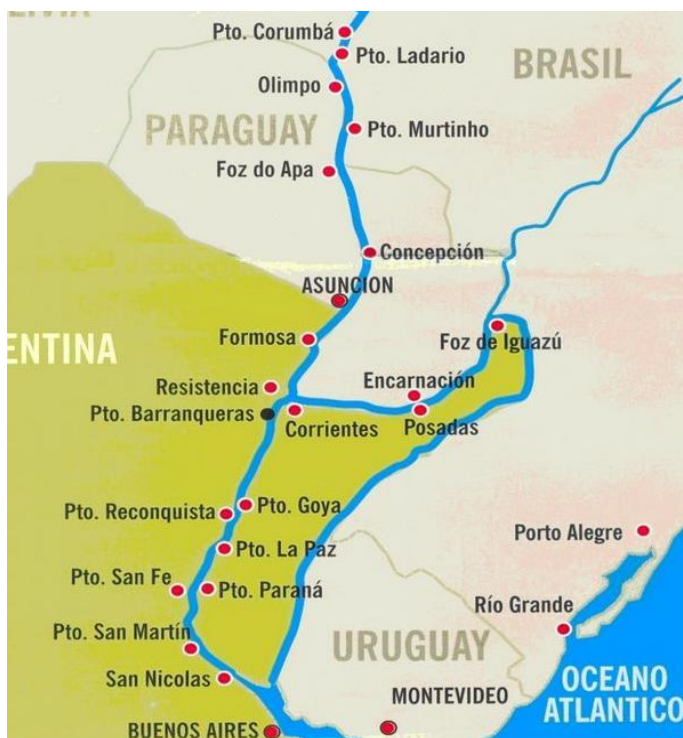 Pto. Corumbá
Pto. Ladario
BRASIL
Olimpo
PARAGUAY
Pto. Murtinho
Foz do Apa
Concepción
ASUNCION
Formosa
Foz de Iguazú
ENTINA
Resistencia
Encarnación
Pto. Barranqueras
Corrientes
Posadas
Pto. Goya
Pto. Reconquista
Porto Alegre
Pto. La Paz
Pto. San Fe
Pto. Paraná
Río Grande
Pto. San Martín
URUGUAY
San Nicolas
OCEANO
ATLANTICO
MONTEVIDEO
BUENOS AIRES